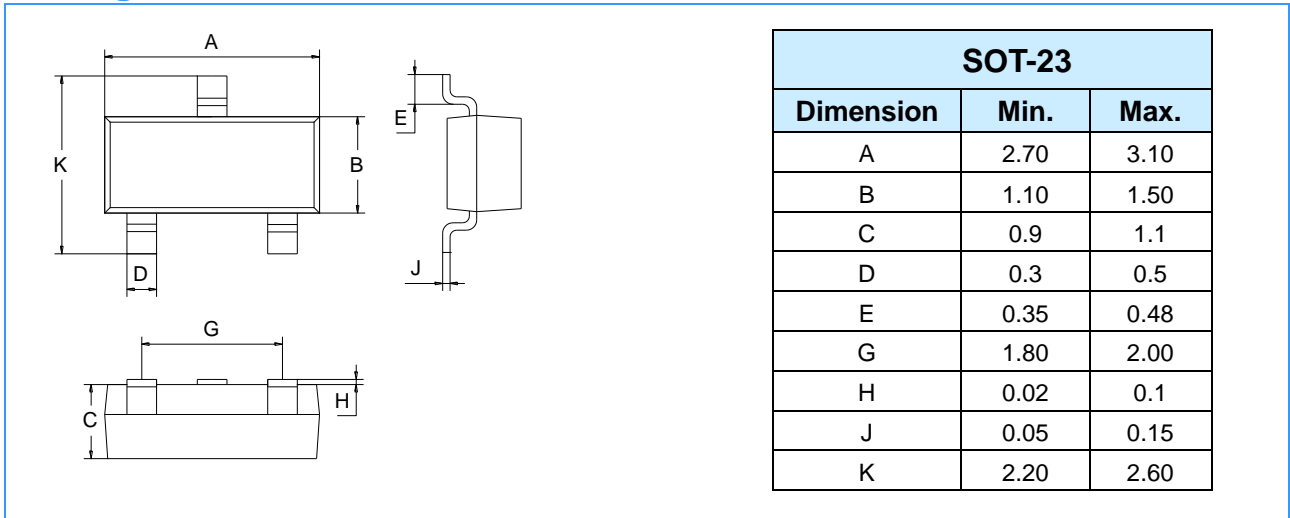 A
K
B
D
E
J
G
H
C
SOT-23
Dimension Min. Max.
A 2.70 3.10
B 1.10 1.50
C 0.9 1.1
D 0.3 0.5
E 0.35 0.48
G 1.80 2.00
H 0.02 0.1
J 0.05 0.15
K 2.20 2.60